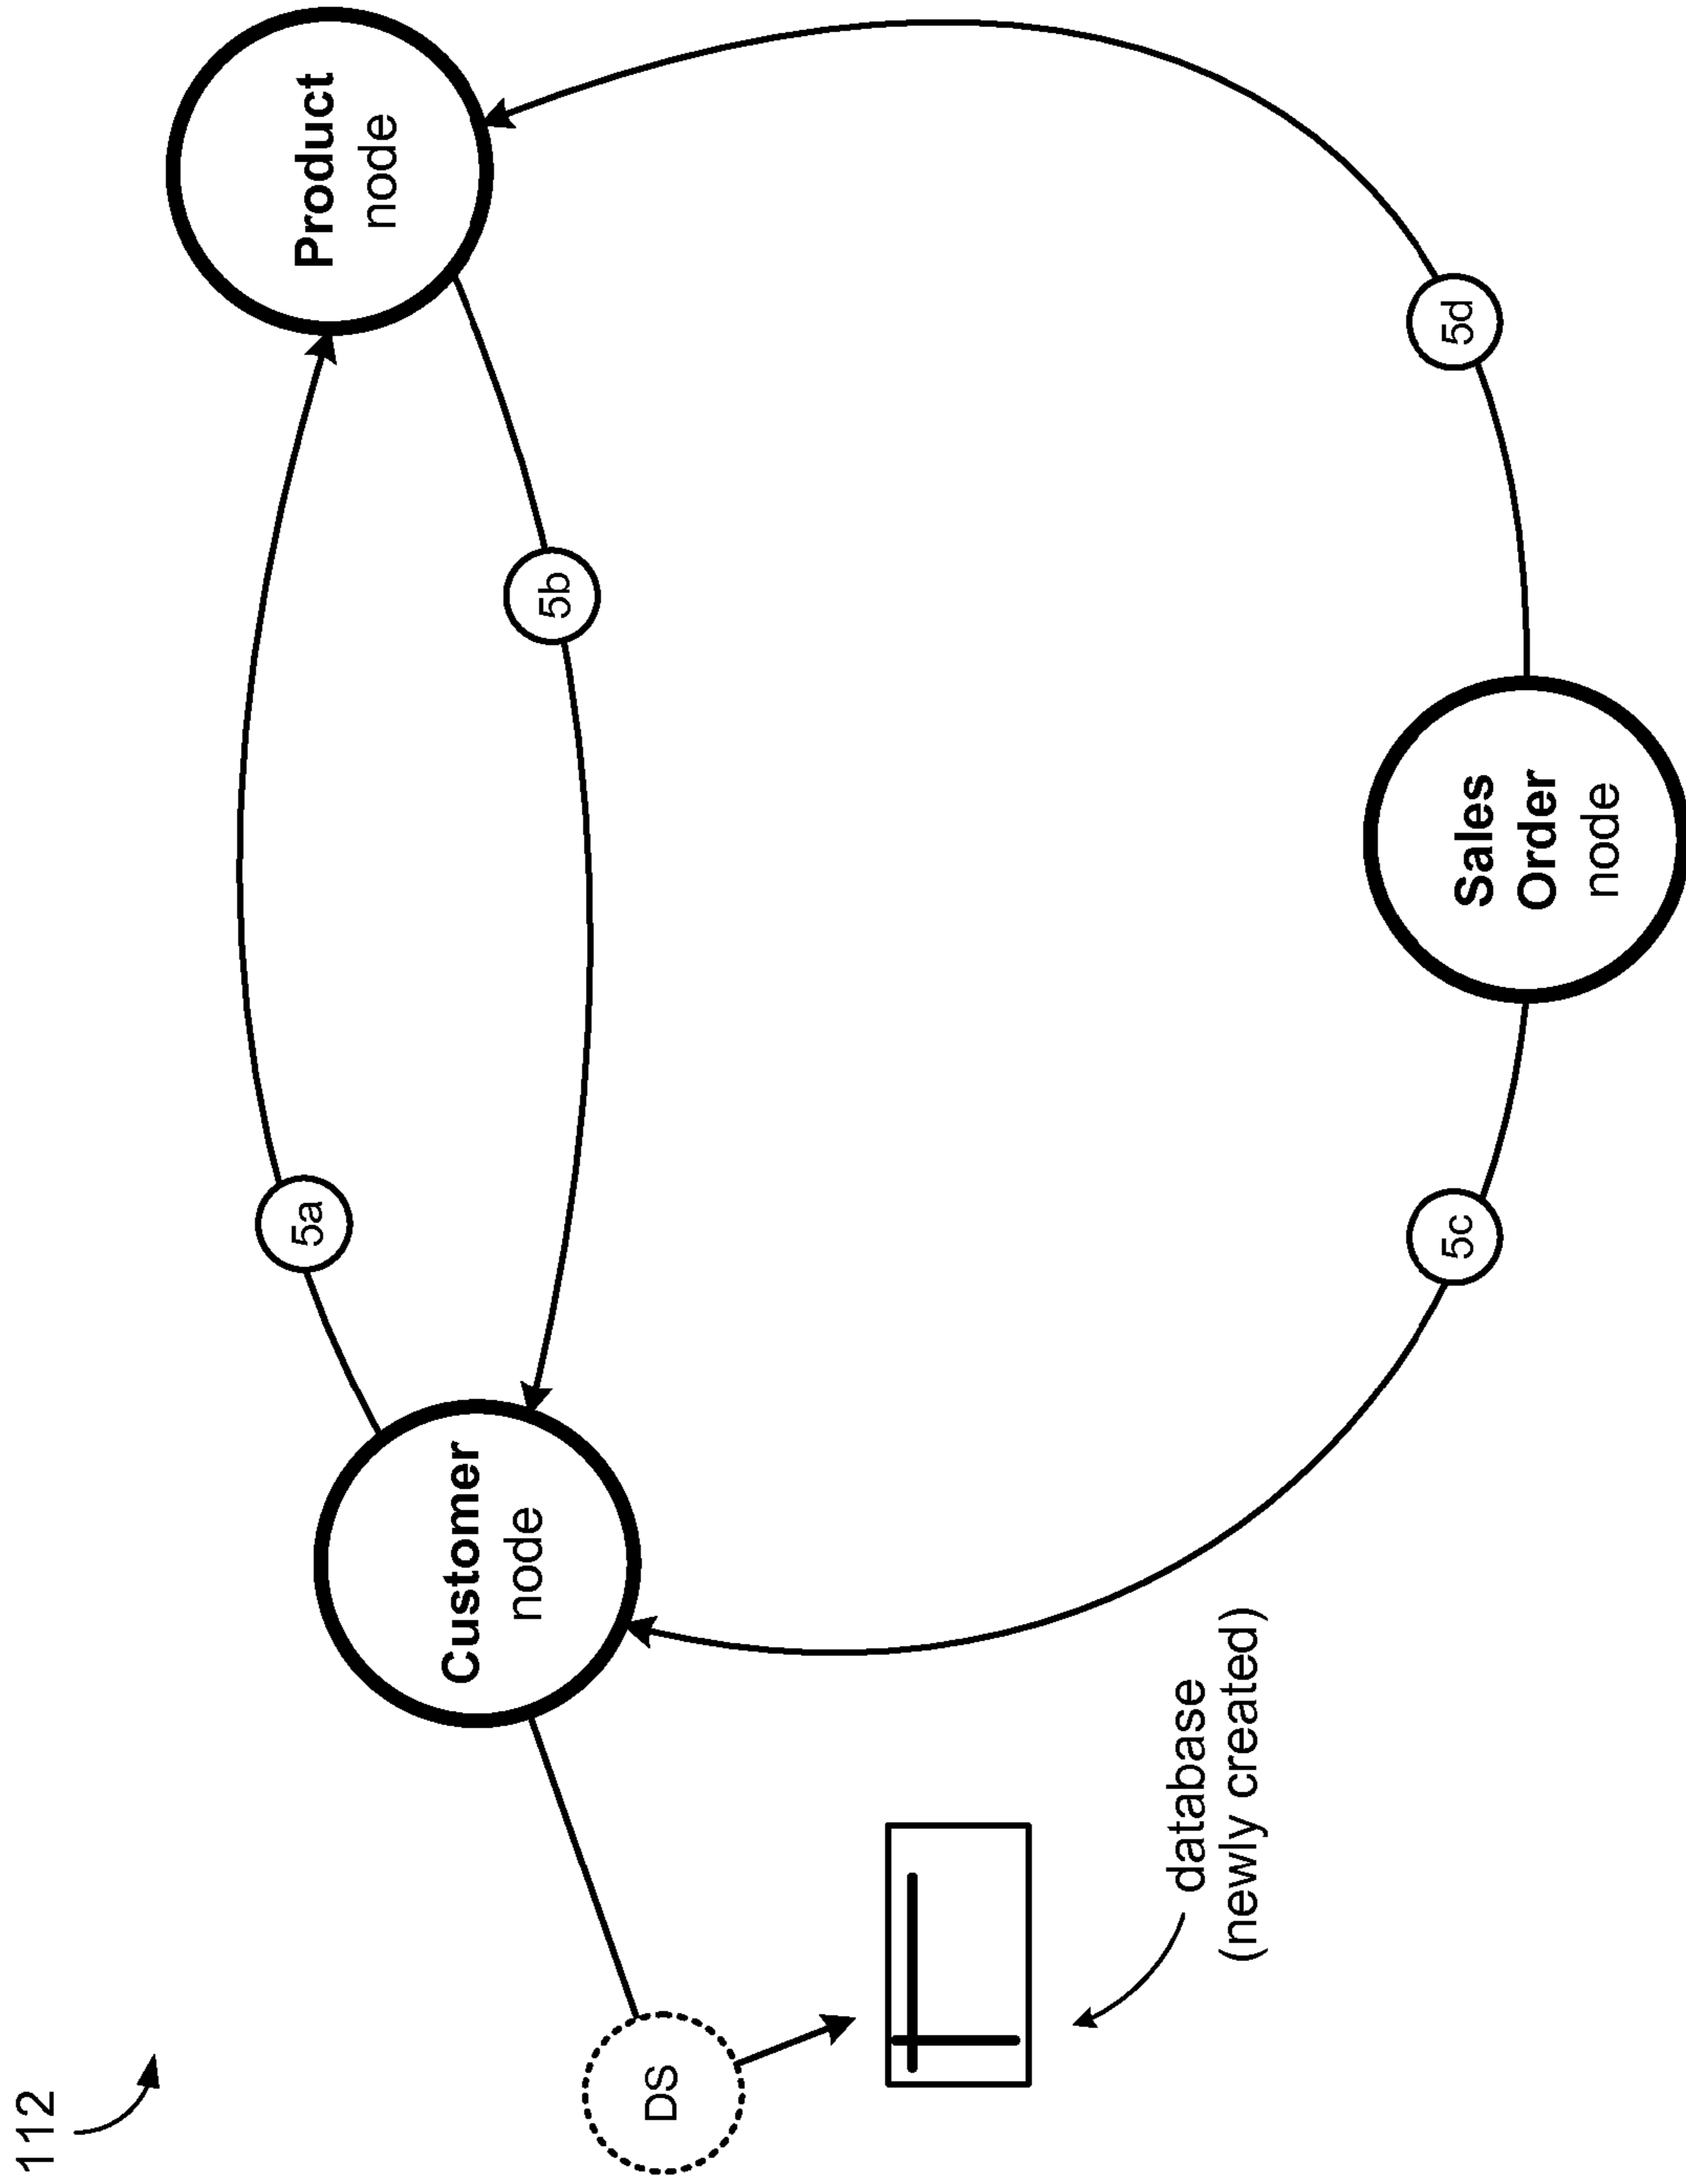 112
Product
node
5a
5b
Customer
node
DS
database
(newly created)
5c
5d
Sales
Order
node